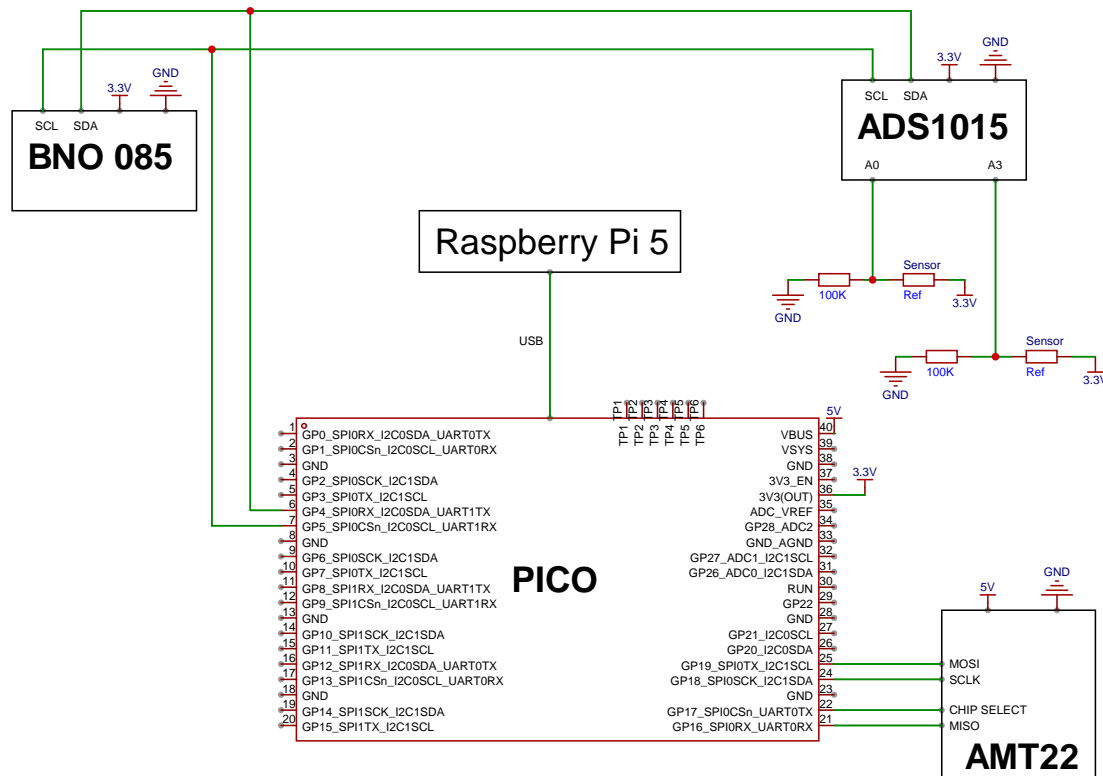 GND
3.3V
SCL SDA
ADS1015
A0 A3
GND
3.3V
SCL SDA
BNO 085
Raspberry Pi 5
USB
Sensor
100K Ref
3.3V
GND
Sensor
100K Ref
3.3V
GND
TP1 TP2 TP3 TP4 TP5 TP6
TP1 TP2 TP3 TP4 TP5 TP6
PICO
1 GP0_SPI0RX_I2C0SDA_UART0TX
2 GP1_SPI0CSn_I2C0SCL_UART0RX
3 GND
4 GP2_SPI0SCK_I2C1SDA
5 GP3_SPI0TX_I2C1SCL
6 GP4_SPI0RX_I2C0SDA_UART1TX
7 GP5_SPI0CSn_I2C0SCL_UART1RX
8 GND
9 GP6_SPI0SCK_I2C1SDA
10 GP7_SPI0TX_I2C1SCL
11 GP8_SPI1RX_I2C0SDA_UART1TX
12 GP9_SPI1CSn_I2C0SCL_UART1RX
13 GND
14 GP10_SPI1SCK_I2C1SDA
15 GP11_SPI1TX_I2C1SCL
16 GP12_SPI1RX_I2C0SDA_UART0TX
17 GP13_SPI1CSn_I2C0SCL_UART0RX
18 GND
19 GP14_SPI1SCK_I2C1SDA
20 GP15_SPI1TX_I2C1SCL
5V
VBUS 40
VSYS 39
GND 38
3V3_EN 37
3.3V
3V3(OUT) 36
ADC_VREF 35
GP28_ADC2 34
GND_AGND 33
GP27_ADC1_I2C1SCL 32
GP26_ADC0_I2C1SDA 31
RUN 30
GP22 29
GND 28
GP21_I2C0SCL 27
GP20_I2C0SDA 26
GP19_SPI0TX_I2C1SCL 25
GP18_SPI0SCK_I2C1SDA 24
GND 23
GP17_SPI0CSn_UART0TX 22
GP16_SPI0RX_UART0RX 21
5V
GND
MOSI
SCLK
CHIP SELECT
MISO
AMT22